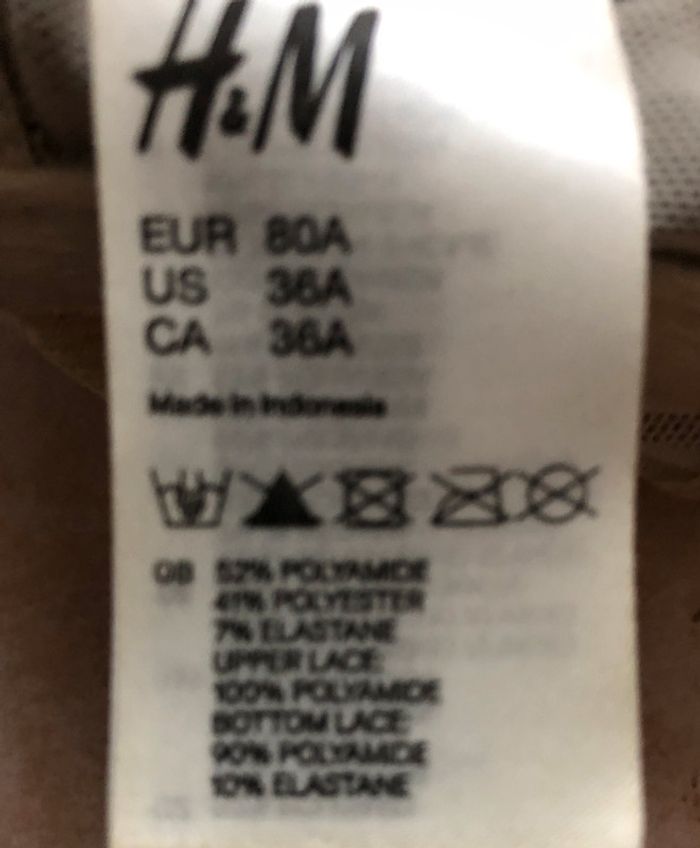 H&M
EUR 80A
US 36A
CA 36A
Made in Indonesia
GB 52% POLYAMIDE
41% POLYESTER
7% ELASTANE
UPPER LACE:
100% POLYAMIDE
BOTTOM LACE:
90% POLYAMIDE
10% ELASTANE